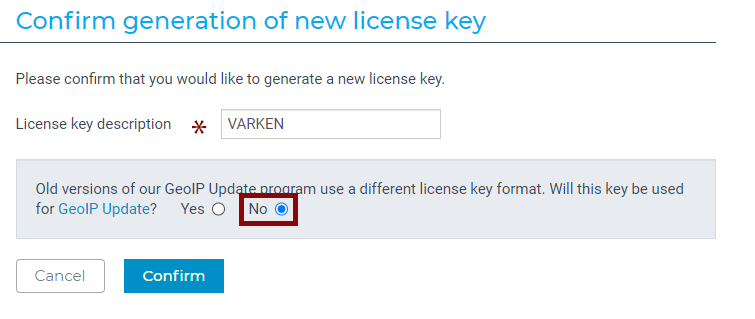 Confirm generation of new license key
Please confirm that you would like to generate a new license key.
License key description * VARKEN
Old versions of our GeoIP Update program use a different license key format. Will this key be used
for GeoIP Update? Yes No
Cancel Confirm